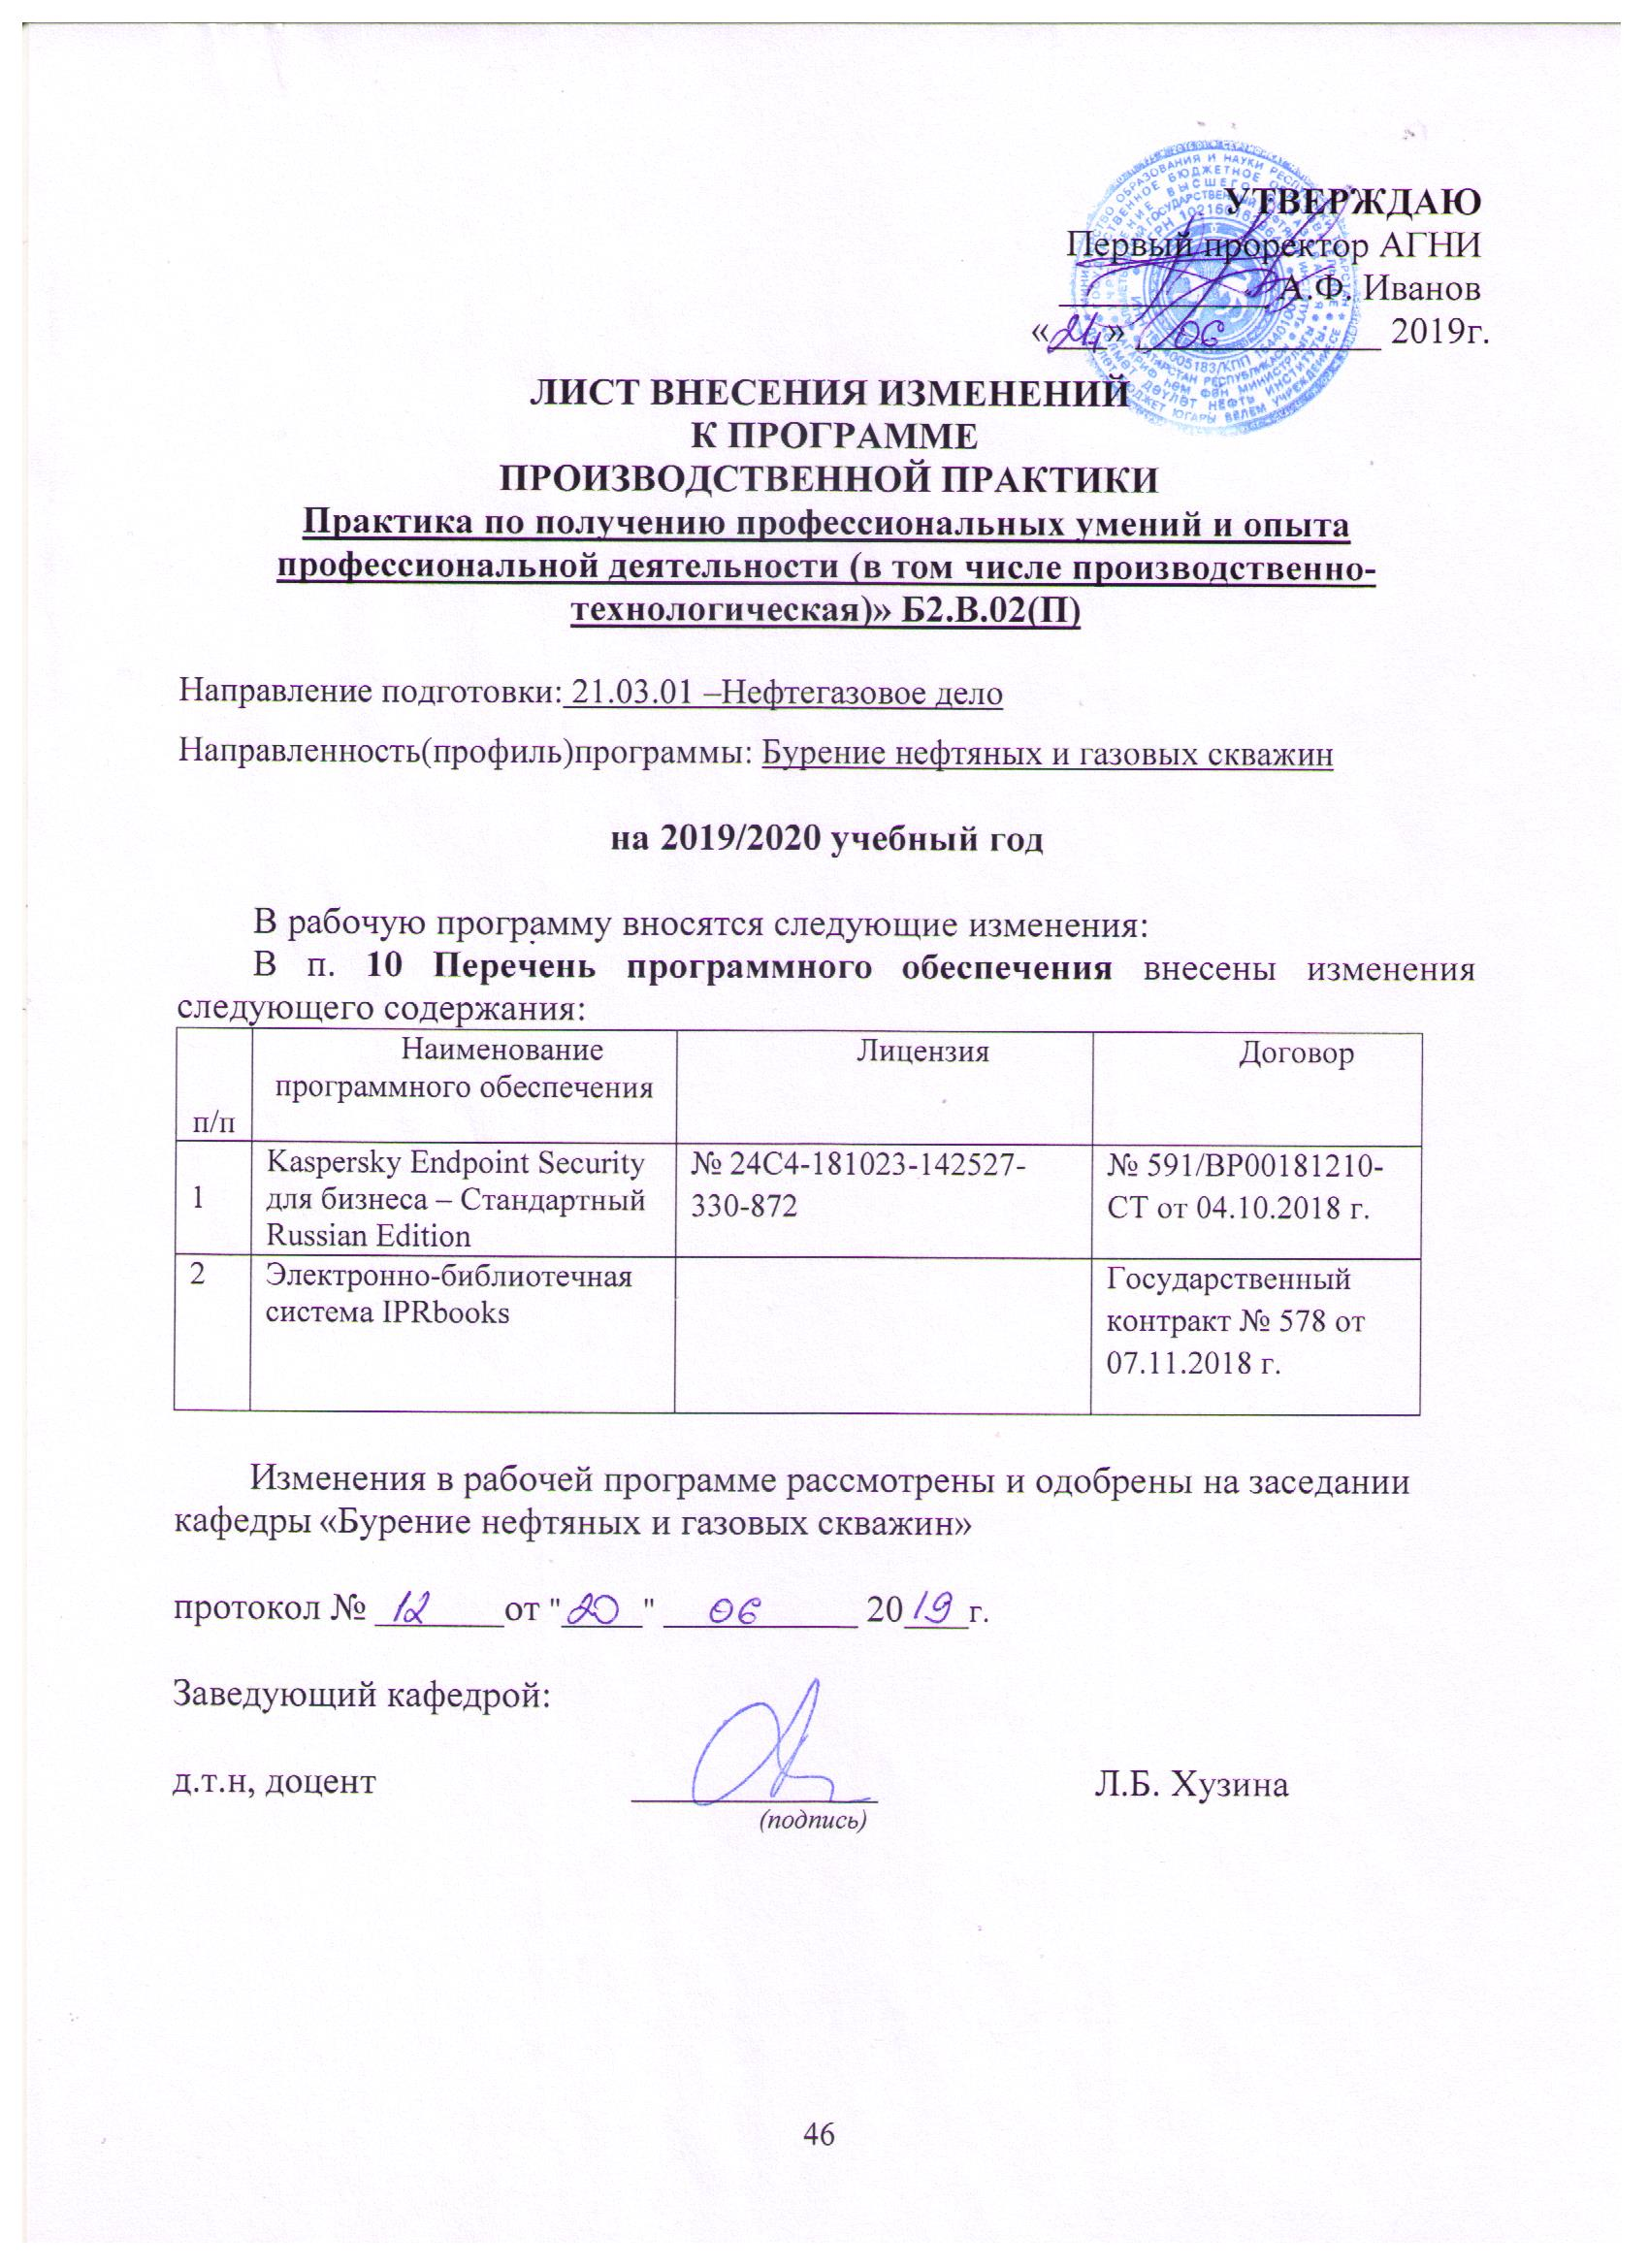 УТВЕРЖДАЮ
Первый проректор АГНИ
А.Ф. Иванов
«24» 06 2019г.
ЛИСТ ВНЕСЕНИЯ ИЗМЕНЕНИЙ
К ПРОГРАММЕ
ПРОИЗВОДСТВЕННОЙ ПРАКТИКИ
Практика по получению профессиональных умений и опыта
профессиональной деятельности (в том числе производственно-
технологическая)» Б2.В.02(П)
Направление подготовки: 21.03.01 –Нефтегазовое дело
Направленность(профиль)программы: Бурение нефтяных и газовых скважин
на 2019/2020 учебный год
В рабочую программу вносятся следующие изменения:
В п. 10 Перечень программного обеспечения внесены изменения
следующего содержания:
п/п
Наименование
программного обеспечения
Лицензия
Договор
1
Kaspersky Endpoint Security
для бизнеса – Стандартный
Russian Edition
№ 24С4-181023-142527-
330-872
№ 591/ВР00181210-
СТ от 04.10.2018 г.
2
Электронно-библиотечная
система IPRbooks
Государственный
контракт № 578 от
07.11.2018 г.
Изменения в рабочей программе рассмотрены и одобрены на заседании
кафедры «Бурение нефтяных и газовых скважин»
протокол № 12 от "20" 06 2019г.
Заведующий кафедрой:
д.т.н, доцент Л.Б. Хузина
(подпись)
46